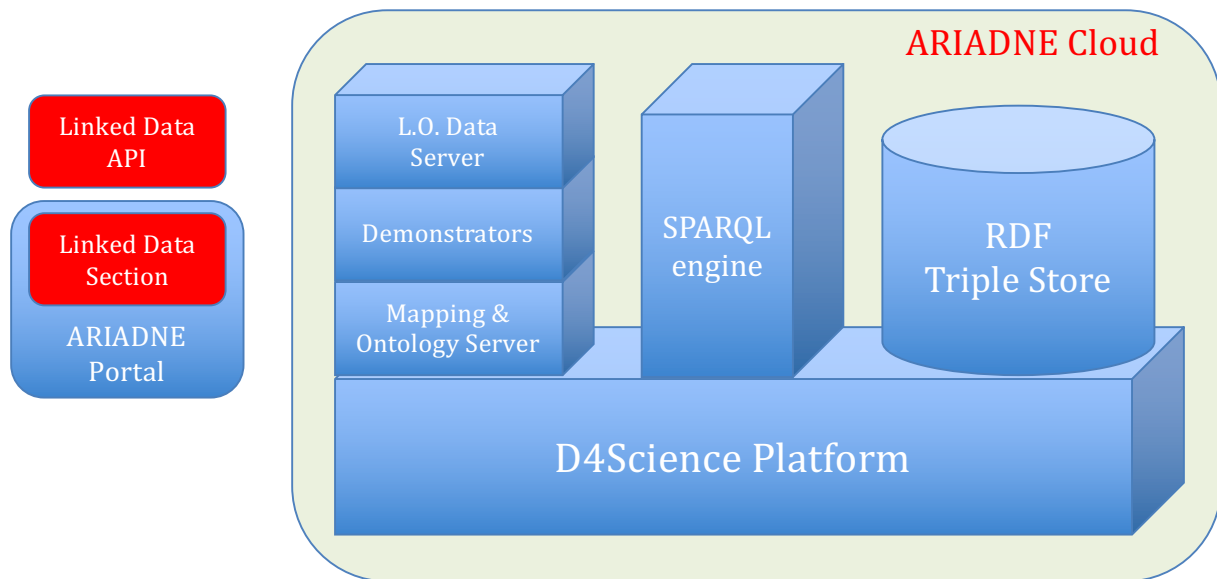 Linked Data
API
Linked Data
Section
ARIADNE
Portal
ARIADNE Cloud
L.O. Data
Server
Demonstrators
Mapping &
Ontology Server
SPARQL
engine
RDF
Triple Store
D4Science Platform